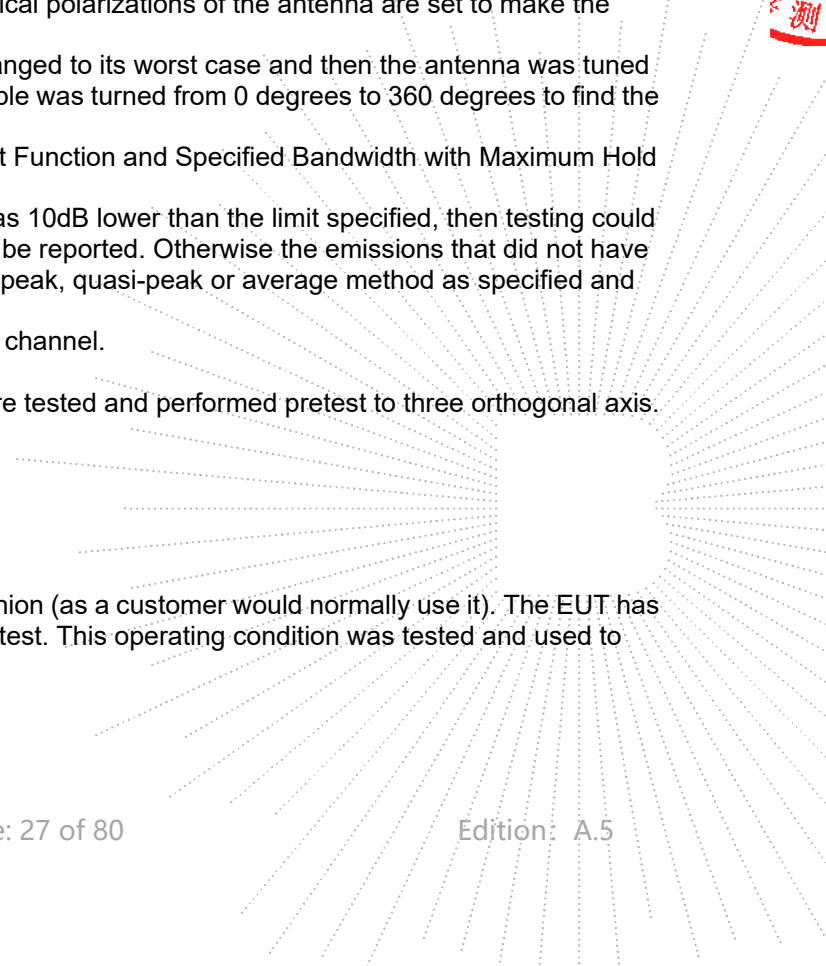 ical polarizations of the antenna are set to make the
anged to its worst case and then the antenna was tuned
ble was turned from 0 degrees to 360 degrees to find the
t Function and Specified Bandwidth with Maximum Hold
as 10dB lower than the limit specified, then testing could
be reported. Otherwise the emissions that did not have
peak, quasi-peak or average method as specified and
channel.
re tested and performed pretest to three orthogonal axis.
nion (as a customer would normally use it). The EUT has
test. This operating condition was tested and used to
e: 27 of 80 Edition: A.5
测